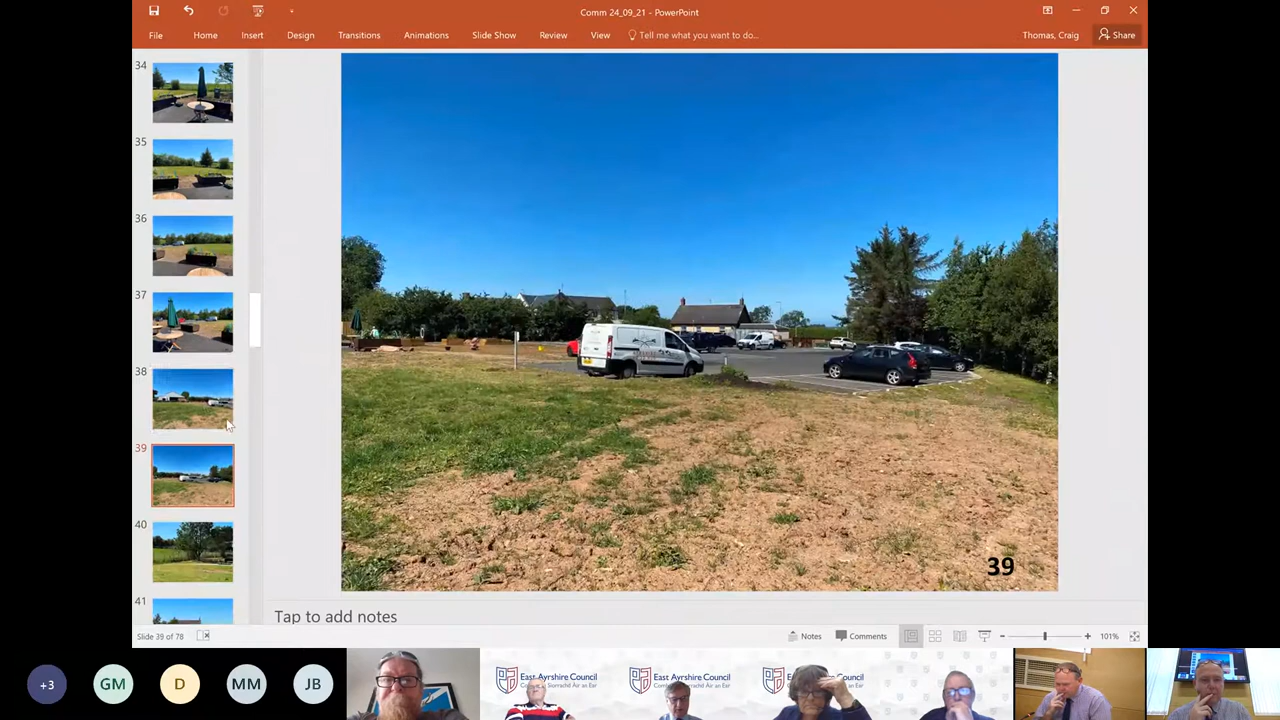 Comm 24_09_21 - PowerPoint
File Home Insert Design Transitions Animations Slide Show Review View Tell me what you want to do... Thomas, Craig Share
34
35
36
37
38
39
40
41
39
Tap to add notes
Slide 39 of 78 Notes Comments 101%
+3 GM D MM JB
East Ayrshire Council East Ayrshire Council East Ayrshire Council